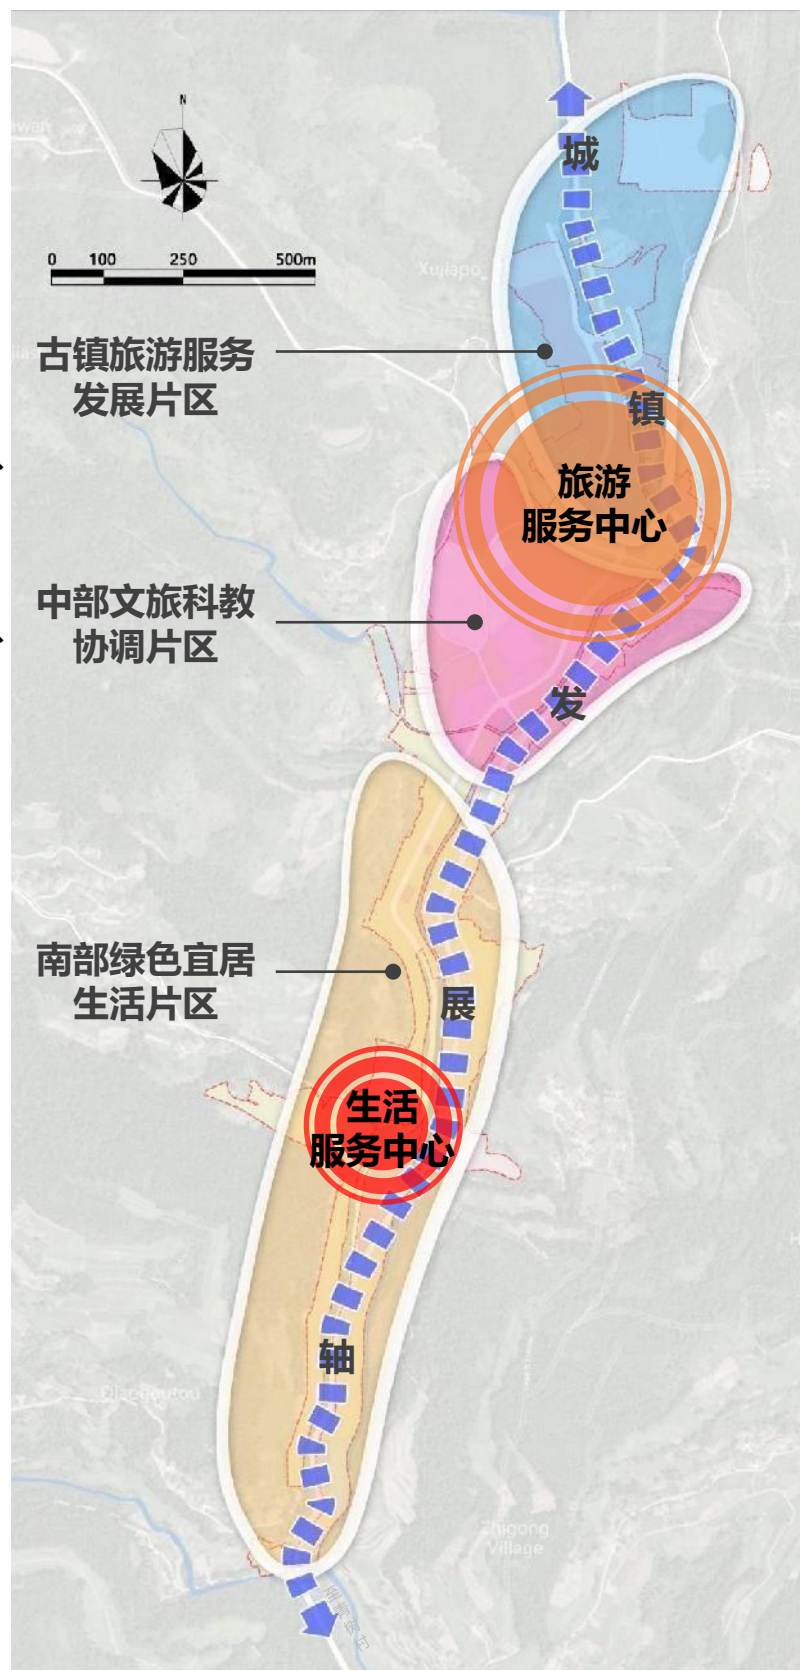 N
0 100 250 500m
Xujiapo
城
古镇旅游服务
发展片区
镇
旅游
服务中心
中部文旅科教
协调片区
发
南部绿色宜居
生活片区
展
生活
服务中心
轴
Zhigong
Village